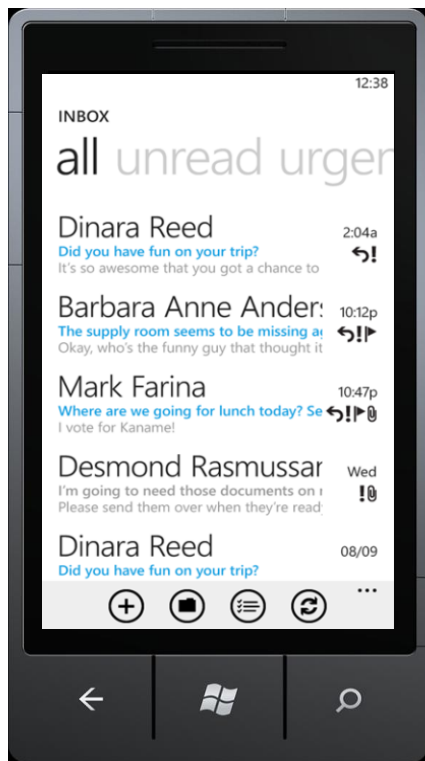 12:38
INBOX
all unread urgen
Dinara Reed 2:04a
Did you have fun on your trip?
It's so awesome that you got a chance to
Barbara Anne Anders 10:12p
The supply room seems to be missing a
Okay, who's the funny guy that thought it
Mark Farina 10:47p
Where are we going for lunch today? Se
I vote for Kaname!
Desmond Rasmussan Wed
I'm going to need those documents on
Please send them over when they're read
Dinara Reed 08/09
Did you have fun on your trip?
...